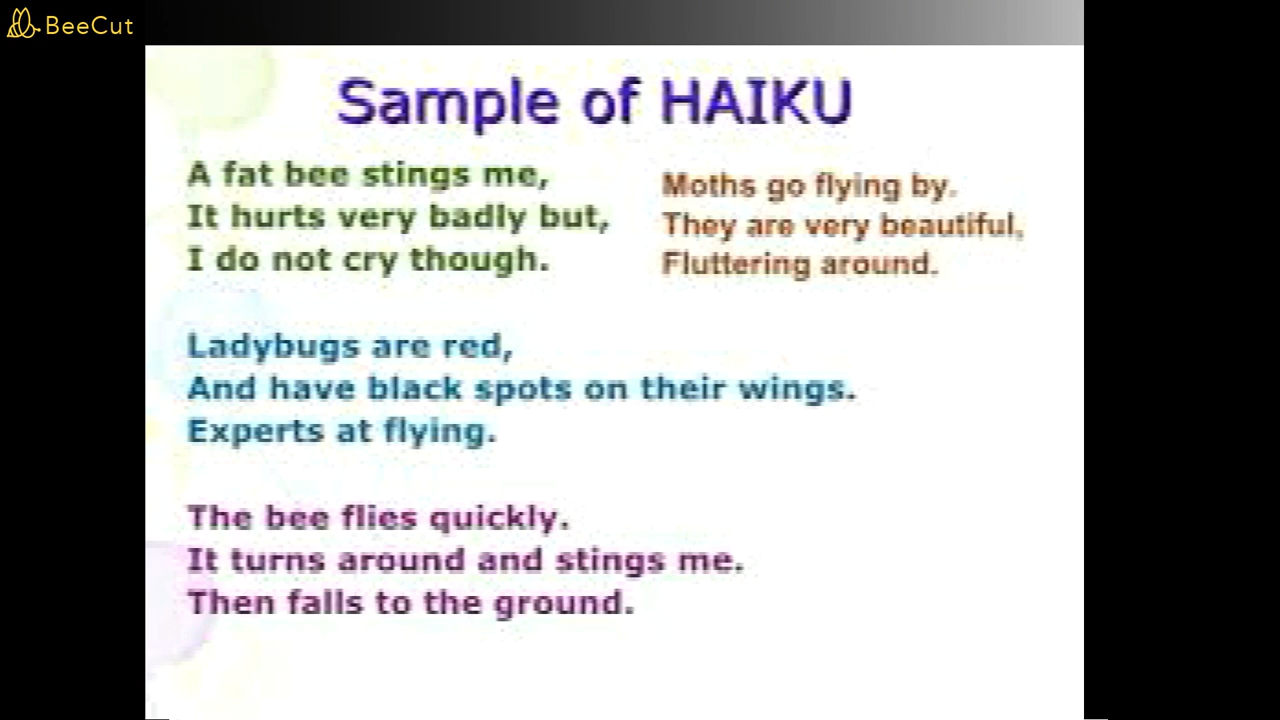 BeeCut
Sample of HAIKU
A fat bee stings me,
It hurts very badly but,
I do not cry though.
Moths go flying by.
They are very beautiful,
Fluttering around.
Ladybugs are red,
And have black spots on their wings.
Experts at flying.
The bee flies quickly.
It turns around and stings me.
Then falls to the ground.